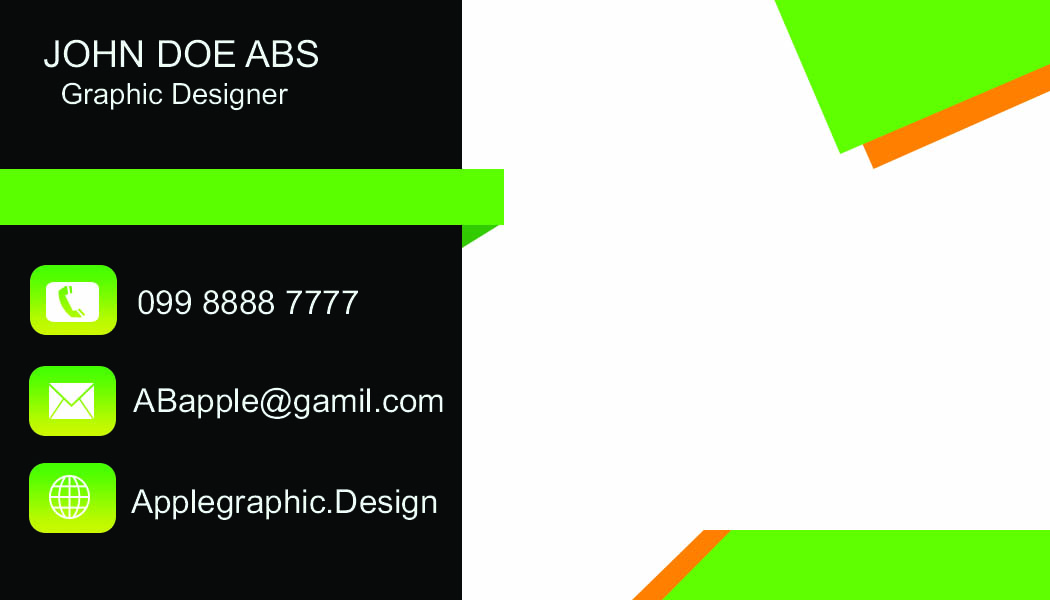 JOHN DOE ABS
Graphic Designer
099 8888 7777
ABapple@gamil.com
Applegraphic.Design